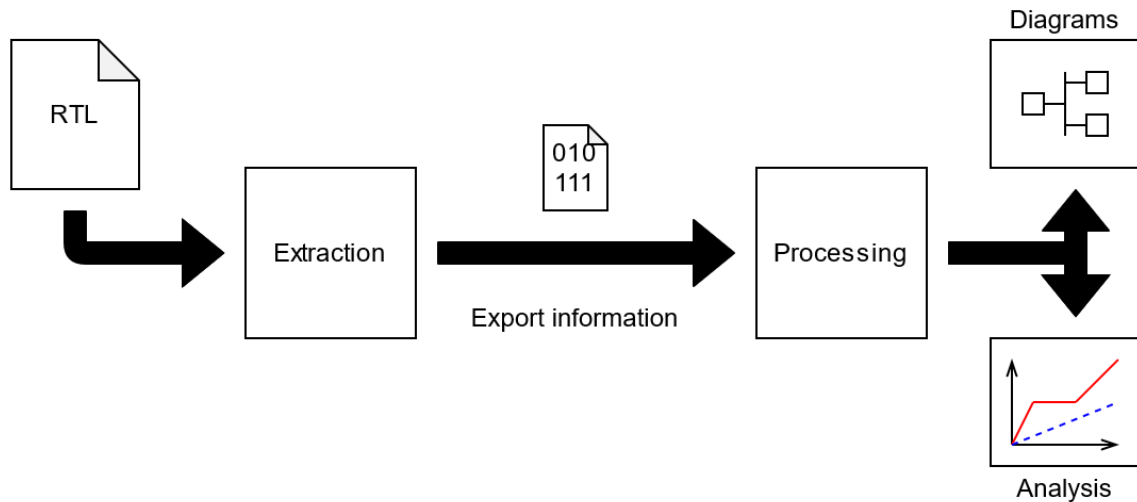 RTL
Extraction
010
111
Export information
Processing
Diagrams
Analysis